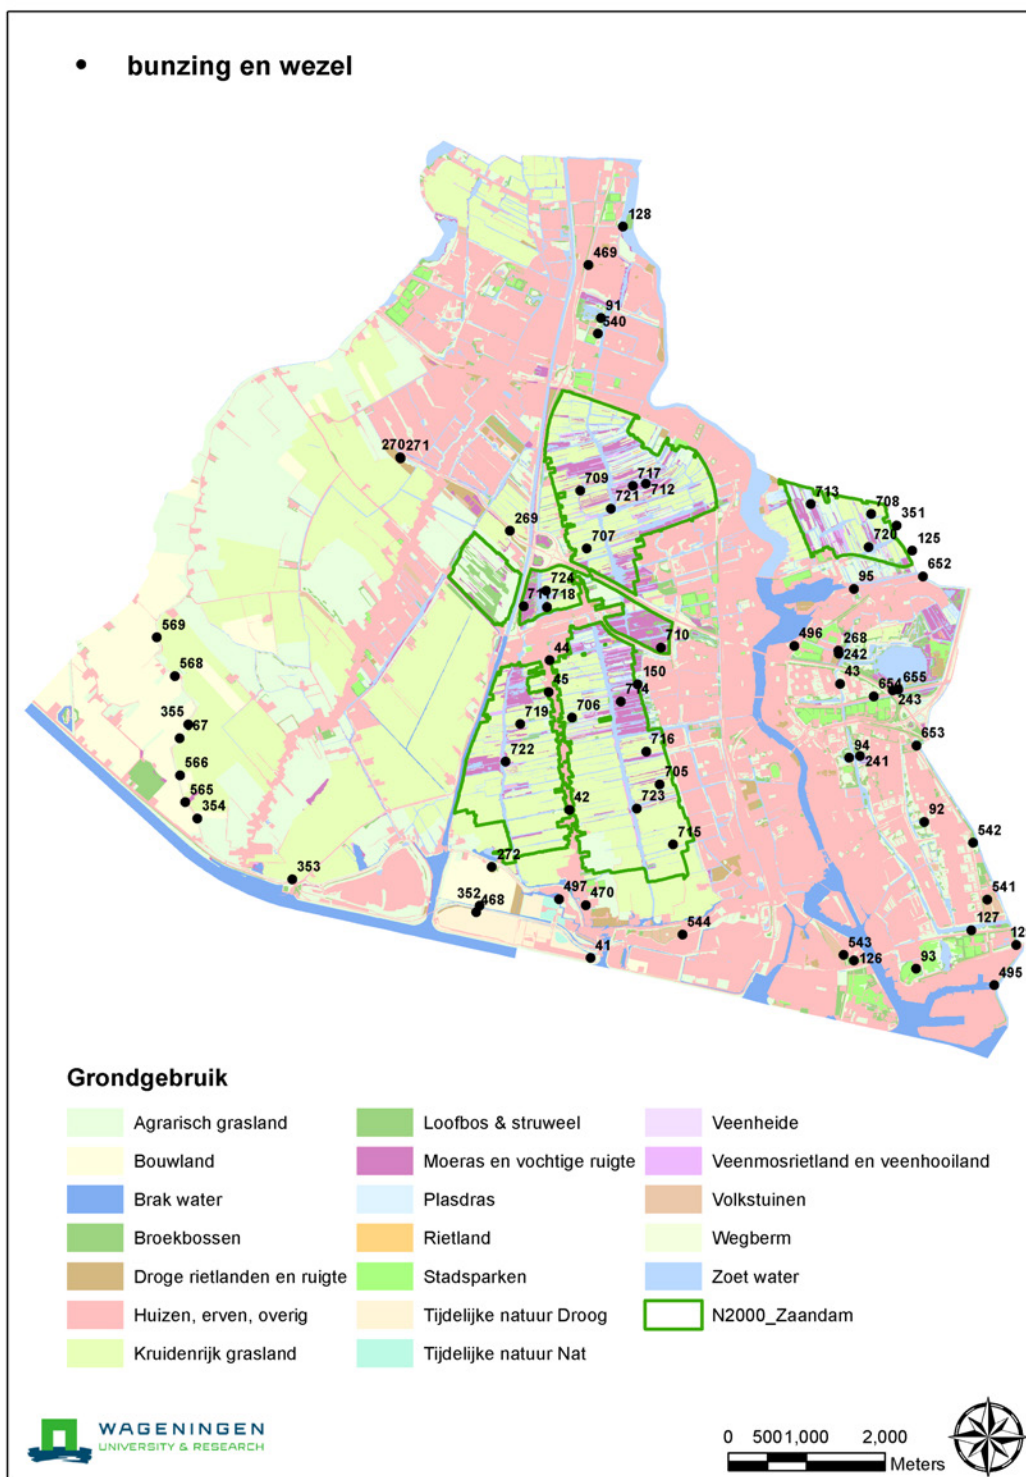 bunzing en wezel
128
469
91
540
270 271
709
717
712
721
269
707
713
708
351
720
125
652
95
724
718
710
569
568
44
45
150
706
719
722
716
705
723
42
715
355
67
566
565
354
353
272
352
468
497
470
41
544
496
268
242
43
654
655
243
653
94
241
92
542
541
127
543
126
93
495
Grondgebruik
Agrarisch grasland
Bouwland
Brak water
Broekbossen
Droge rietlanden en ruigte
Huizen, erven, overig
Kruidenrijk grasland
Loofbos & struweel
Moeras en vochtige ruigte
Plasdras
Rietland
Stadsparken
Tijdelijke natuur Droog
Tijdelijke natuur Nat
Veenheide
Veenmosrietland en veenhooiland
Volkstuinen
Wegberm
Zoet water
N2000_Zaandam
WAGENINGEN
UNIVERSITY & RESEARCH
0 500 1,000 2,000
Meters